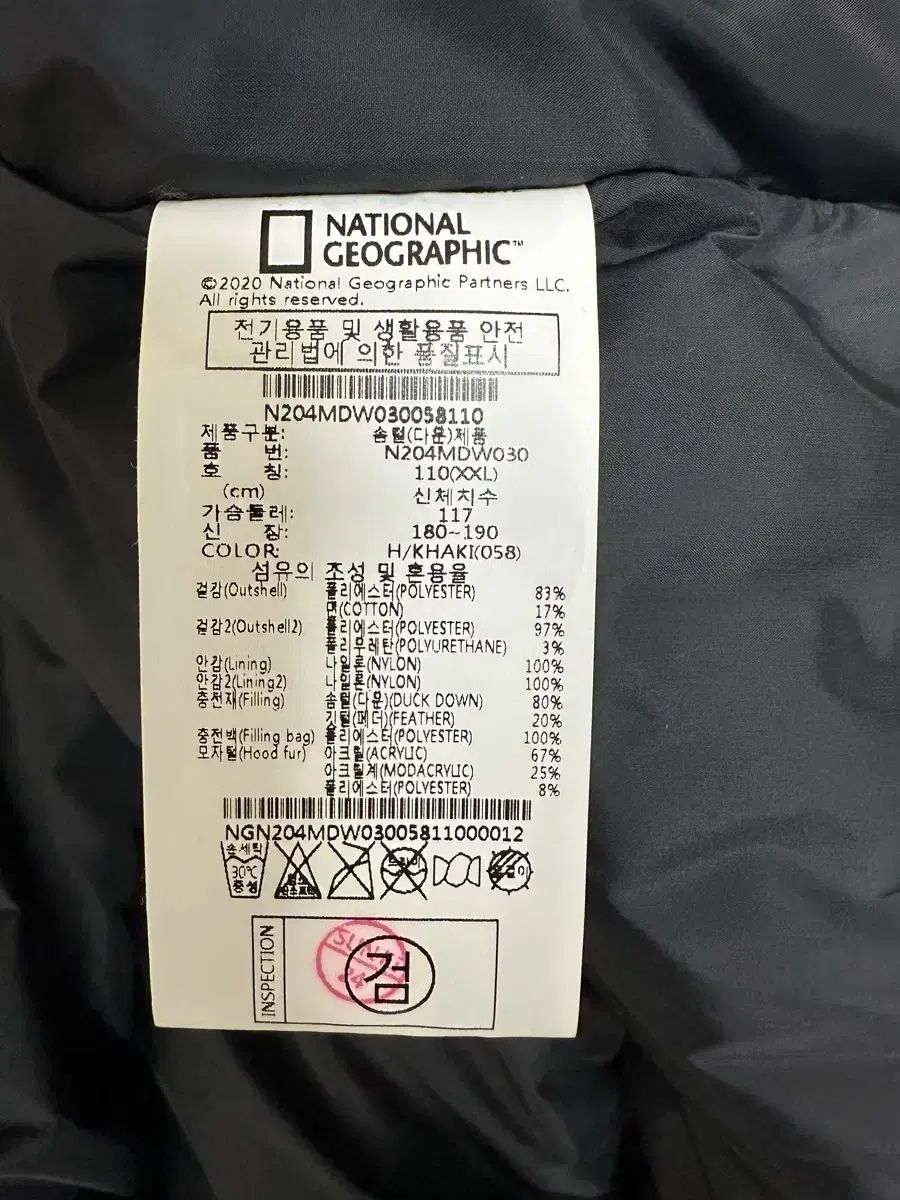 NATIONAL
GEOGRAPHIC™
©2020 National Geographic Partners LLC.
All rights reserved.
전기용품 및 생활용품 안전
관리법에 의한 품질표시
N204MDW030058110
제품구분: 솜털(다운)제품
품 번: N204MDW030
호 칭: 110(XXL)
(cm) 신체치수
가슴둘레: 117
신 장: 180~190
COLOR: H/KHAKI(058)
섬유의 조성 및 혼용율
겉감(Outshell) 폴리에스터(POLYESTER) 83%
면(COTTON) 17%
겉감2(Outshell2) 폴리에스터(POLYESTER) 97%
폴리우레탄(POLYURETHANE) 3%
안감(Lining) 나일론(NYLON) 100%
안감2(Lining2) 나일론(NYLON) 100%
충전재(Filling) 솜털(다운)(DUCK DOWN) 80%
깃털(페더)(FEATHER) 20%
충전백(Filling bag) 폴리에스터(POLYESTER) 100%
모자털(Hood fur) 아크릴(ACRYLIC) 67%
아크릴계(MODACRYLIC) 25%
폴리에스터(POLYESTER) 8%
NGN204MDW03005811000012
손세탁
30℃
중성
드라이
INSPECTION
검